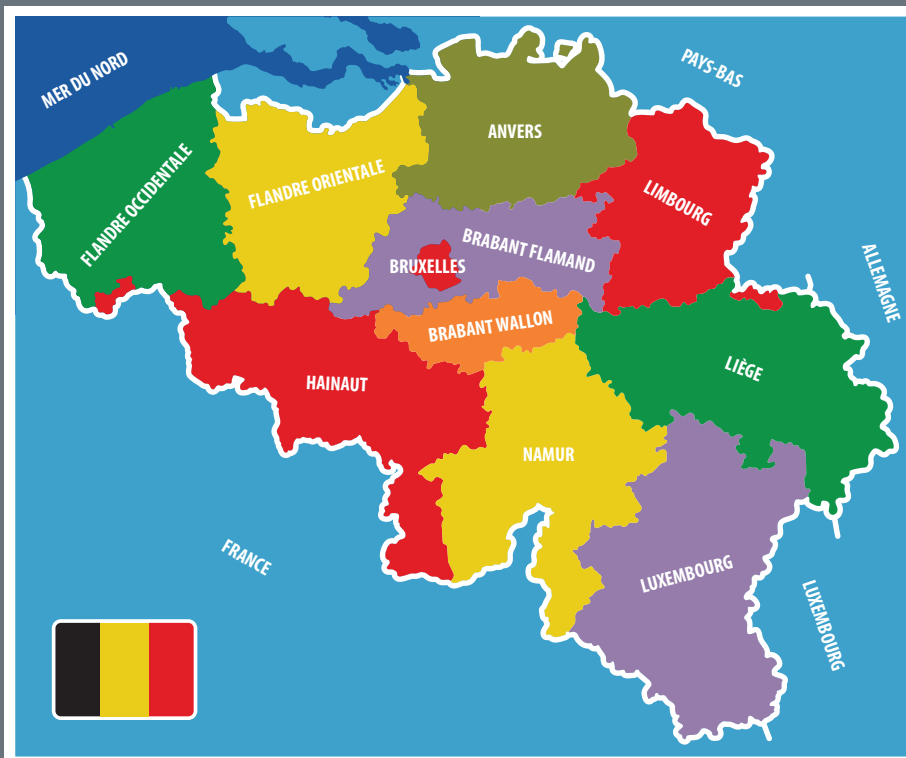 MER DU NORD
PAYS-BAS
ANVERS
FLANDRE OCCIDENTALE
FLANDRE ORIENTALE
LIMBOURG
BRABANT FLAMAND
BRUXELLES
ALLEMAGNE
BRABANT WALLON
LIÈGE
HAINAUT
NAMUR
FRANCE
LUXEMBOURG
LUXEMBOURG